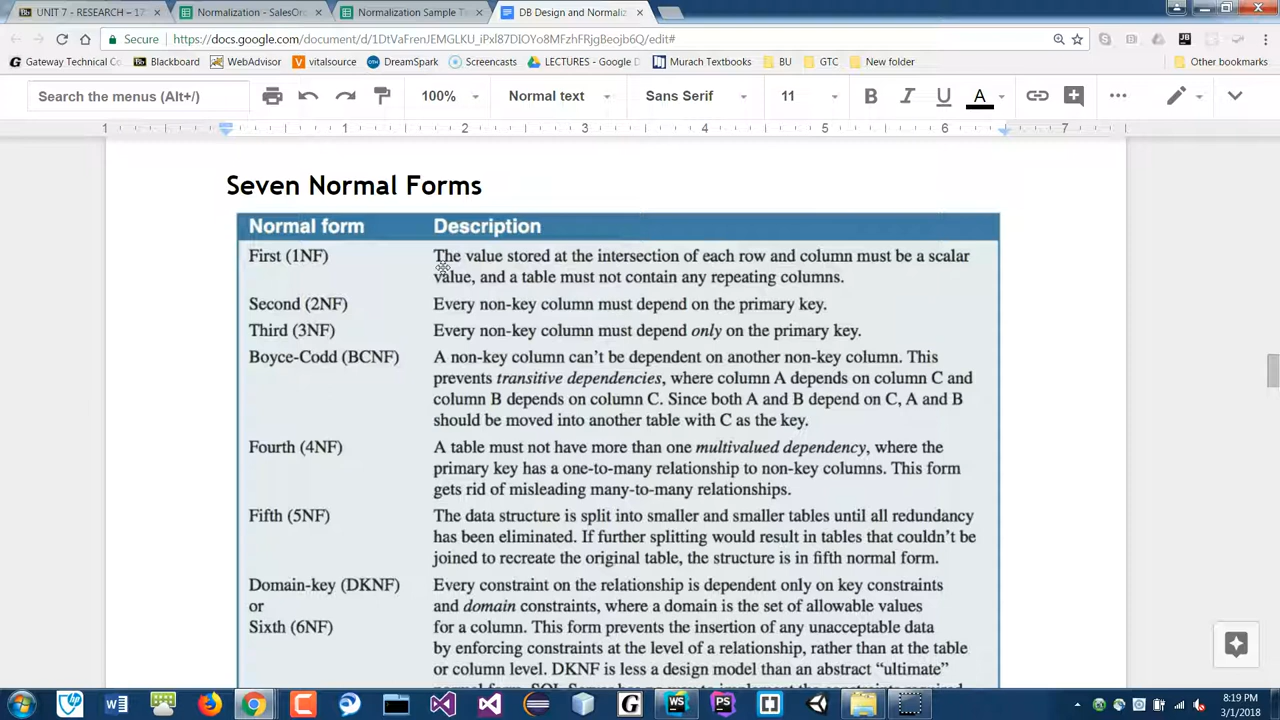 UNIT 7 - RESEARCH – 17
Normalization - SalesOr
Normalization Sample T
DB Design and Normaliz
Secure
https://docs.google.com/document/d/1DtVaFrenJEMGLKU_iPxl87DIOYo8MFzhFRjgBeojb6Q/edit#
Gateway Technical Co
Blackboard
WebAdvisor
vitalsource
DreamSpark
Screencasts
LECTURES - Google D
Murach Textbooks
BU
GTC
New folder
Other bookmarks
Search the menus (Alt+/)
100%
Normal text
Sans Serif
11
B I U A
1 1 2 3 4 5 6 7
Seven Normal Forms
Normal form Description
First (1NF) The value stored at the intersection of each row and column must be a scalar
value, and a table must not contain any repeating columns.
Second (2NF) Every non-key column must depend on the primary key.
Third (3NF) Every non-key column must depend only on the primary key.
Boyce-Codd (BCNF) A non-key column can't be dependent on another non-key column. This
prevents transitive dependencies, where column A depends on column C and
column B depends on column C. Since both A and B depend on C, A and B
should be moved into another table with C as the key.
Fourth (4NF) A table must not have more than one multivalued dependency, where the
primary key has a one-to-many relationship to non-key columns. This form
gets rid of misleading many-to-many relationships.
Fifth (5NF) The data structure is split into smaller and smaller tables until all redundancy
has been eliminated. If further splitting would result in tables that couldn't be
joined to recreate the original table, the structure is in fifth normal form.
Domain-key (DKNF) Every constraint on the relationship is dependent only on key constraints
or and domain constraints, where a domain is the set of allowable values
Sixth (6NF) for a column. This form prevents the insertion of any unacceptable data
by enforcing constraints at the level of a relationship, rather than at the table
or column level. DKNF is less a design model than an abstract “ultimate”
8:19 PM
3/1/2018